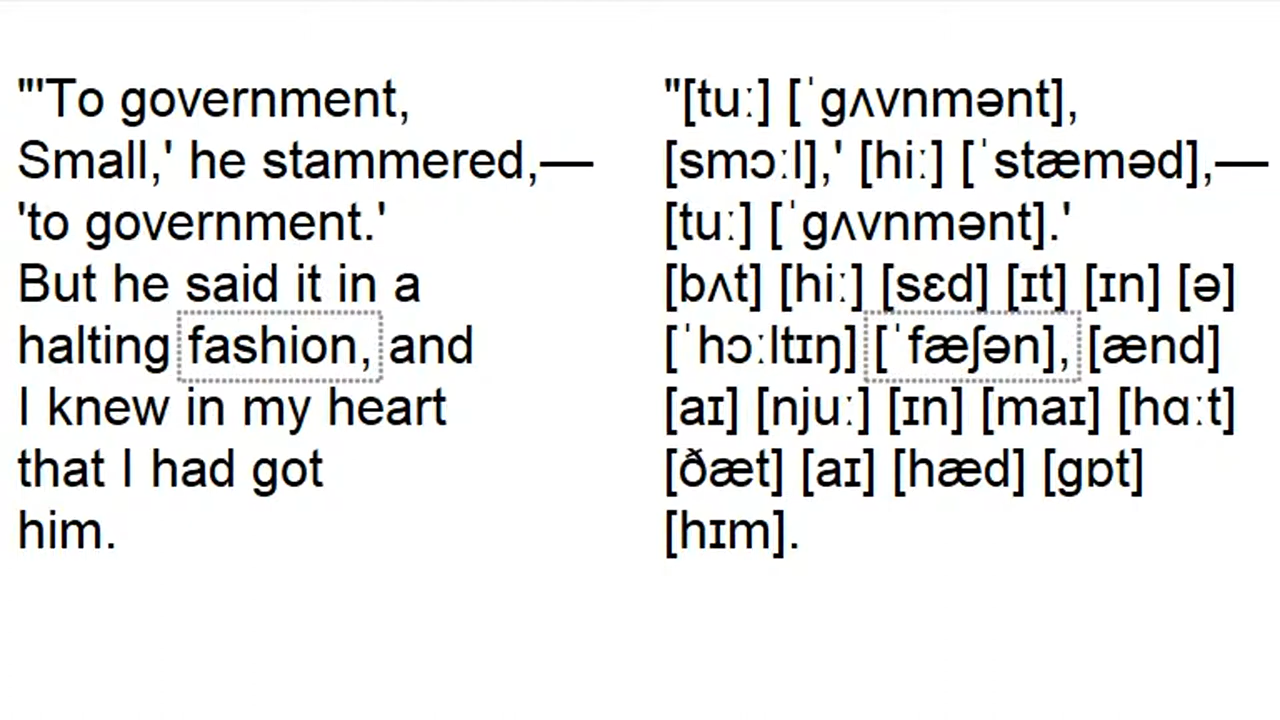 "'To government,
Small,' he stammered,—
'to government.'
But he said it in a
halting fashion, and
I knew in my heart
that I had got
him.
"[tuː] [ˈgʌvnmənt],
[smɔːl],' [hiː] [ˈstæməd],—
[tuː] [ˈgʌvnmənt].'
[bʌt] [hiː] [sɛd] [ɪt] [ɪn] [ə]
[ˈhɔːltɪŋ] [ˈfæʃən], [ænd]
[aɪ] [njuː] [ɪn] [maɪ] [hɑːt]
[ðæt] [aɪ] [hæd] [gɒt]
[hɪm].